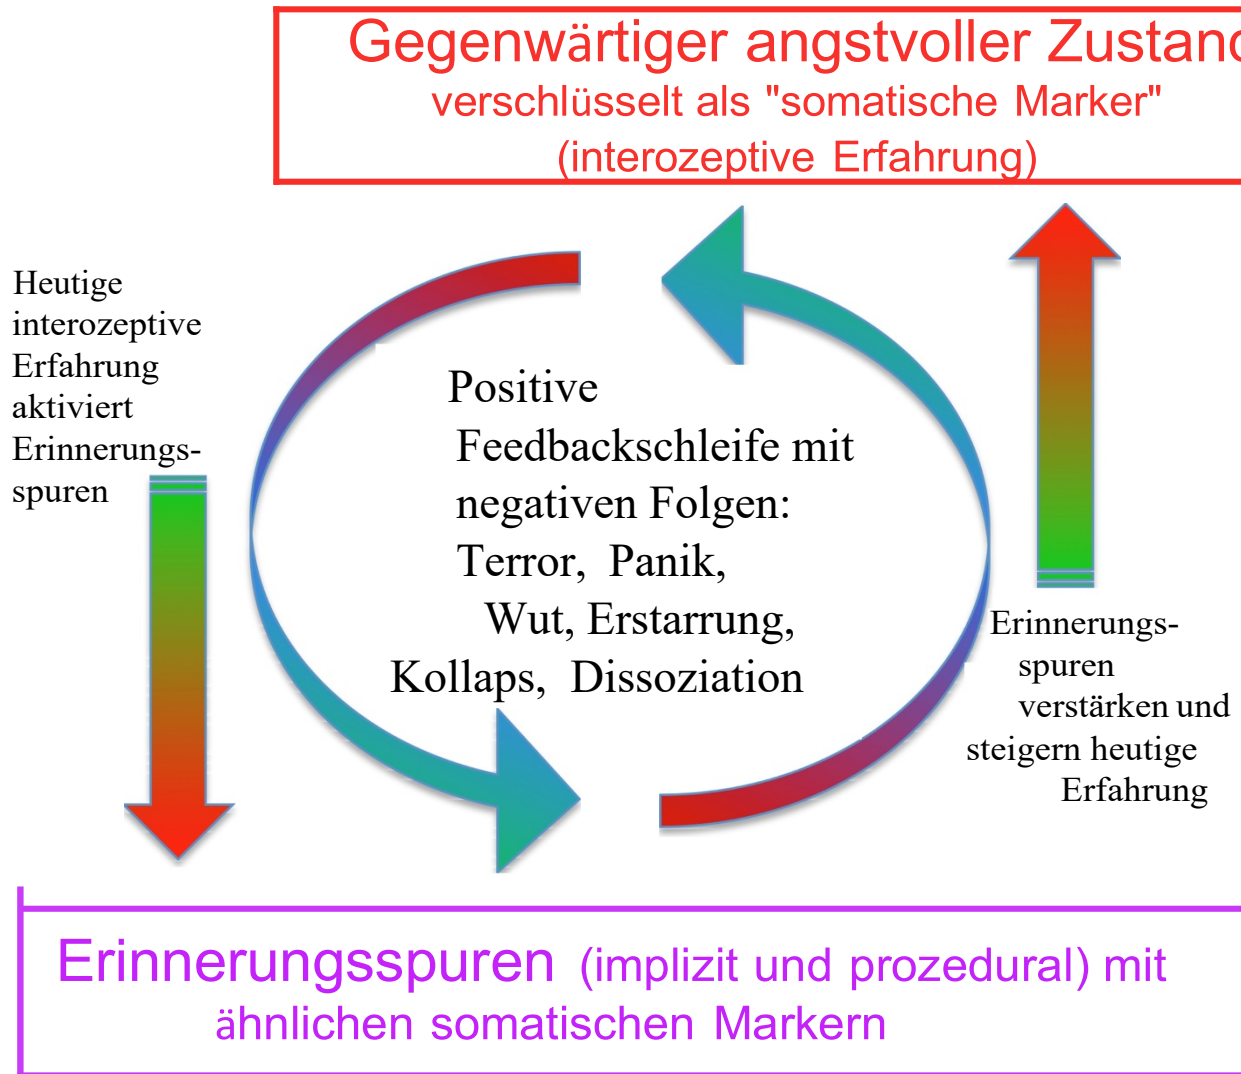 Gegenwärtiger angstvoller Zustand
verschlüsselt als "somatische Marker"
(interozeptive Erfahrung)
Heutige
interozeptive
Erfahrung
aktiviert
Erinnerungs-
spuren
Positive
Feedbackschleife mit
negativen Folgen:
Terror, Panik,
Wut, Erstarrung,
Kollaps, Dissoziation
Erinnerungs-
spuren
verstärken und
steigern heutige
Erfahrung
Erinnerungsspuren (implizit und prozedural) mit
ähnlichen somatischen Markern